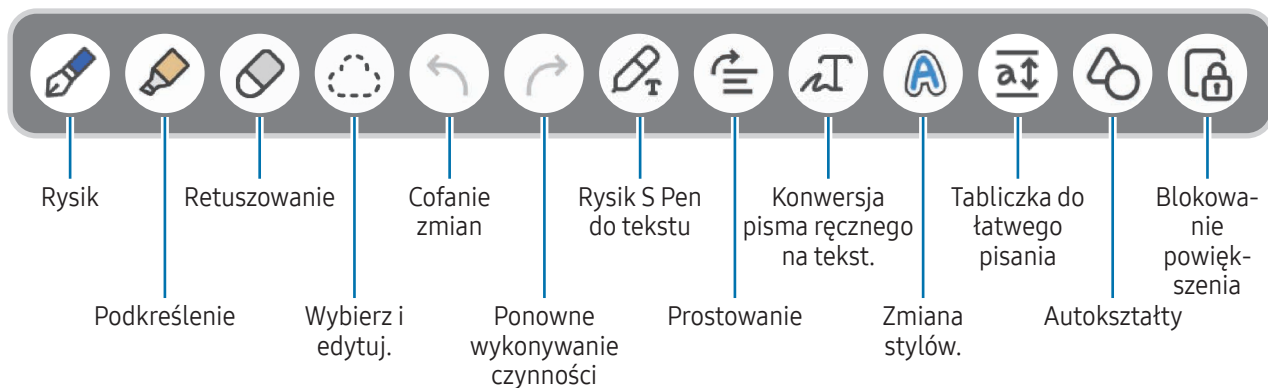 Rysik
Retuszowanie
Cofanie
zmian
Rysik S Pen
do tekstu
Konwersja
pisma ręcznego
na tekst.
Tabliczka do
łatwego
pisania
Blokowa-
nie
powięk-
szenia
Podkreślenie
Wybierz i
edytuj.
Ponowne
wykonywanie
czynności
Prostowanie
Zmiana
stylów.
Autokształty